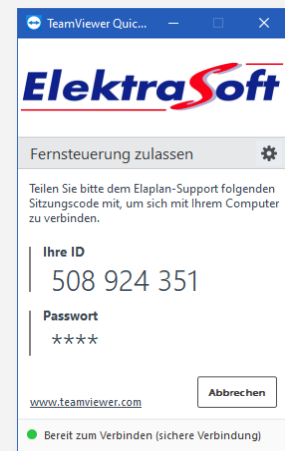 TeamViewer Quic...
ElektraSoft
Fernsteuerung zulassen
Teilen Sie bitte dem Elaplan-Support folgenden
Sitzungscode mit, um sich mit Ihrem Computer
zu verbinden.
Ihre ID
508 924 351
Passwort
****
Abbrechen
www.teamviewer.com
Bereit zum Verbinden (sichere Verbindung)